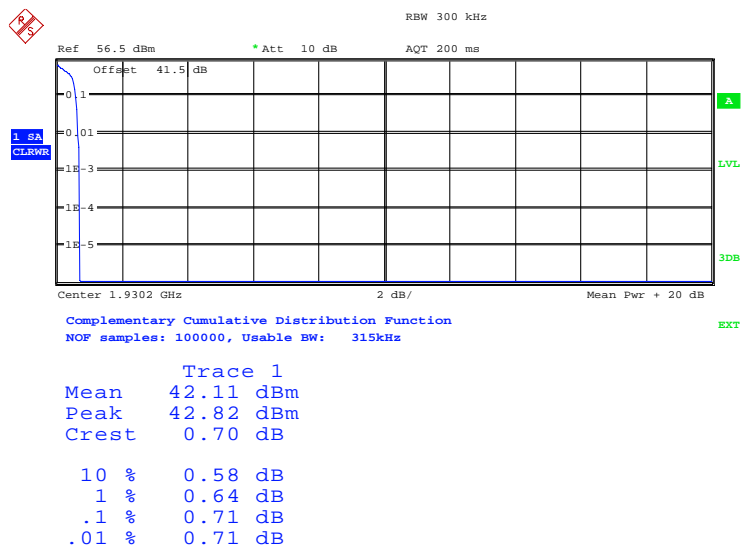 RBW 300 kHz
Ref 56.5 dBm * Att 10 dB AQT 200 ms
Offset 41.5 dB
0.1
A
1 SA
0.01
CLRWR
1E-3
LVL
1E-4
1E-5
3DB
Center 1.9302 GHz 2 dB/ Mean Pwr + 20 dB
Complementary Cumulative Distribution Function
EXT
NOF samples: 100000, Usable BW: 315kHz
Trace 1
Mean 42.11 dBm
Peak 42.82 dBm
Crest 0.70 dB
10 % 0.58 dB
1 % 0.64 dB
.1 % 0.71 dB
.01 % 0.71 dB